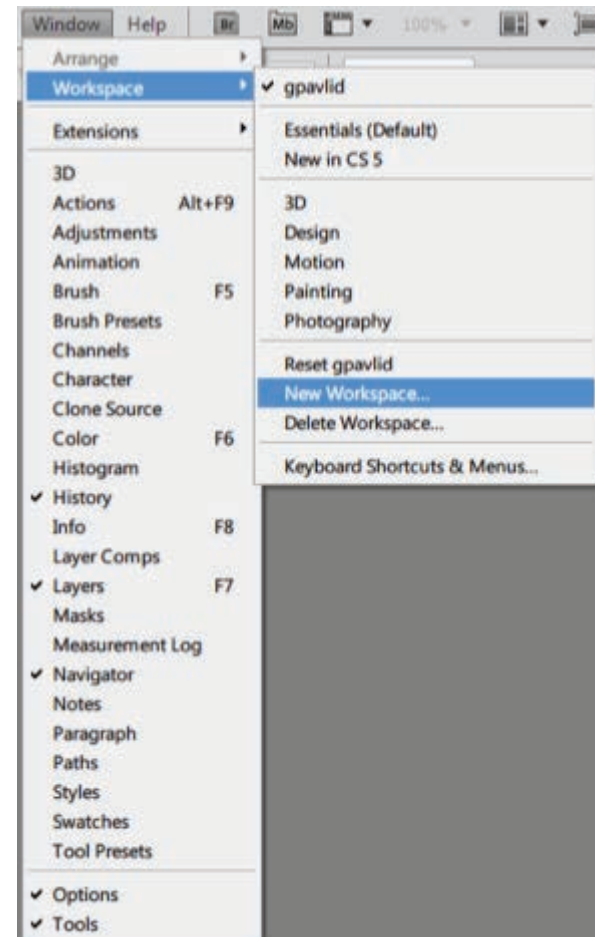 Window Help Br Mb 100%
Arrange
Workspace
Extensions
3D
Actions Alt+F9
Adjustments
Animation
Brush F5
Brush Presets
Channels
Character
Clone Source
Color F6
Histogram
History
Info F8
Layer Comps
Layers F7
Masks
Measurement Log
Navigator
Notes
Paragraph
Paths
Styles
Swatches
Tool Presets
Options
Tools
gpavlid
Essentials (Default)
New in CS 5
3D
Design
Motion
Painting
Photography
Reset gpavlid
New Workspace...
Delete Workspace...
Keyboard Shortcuts & Menus...